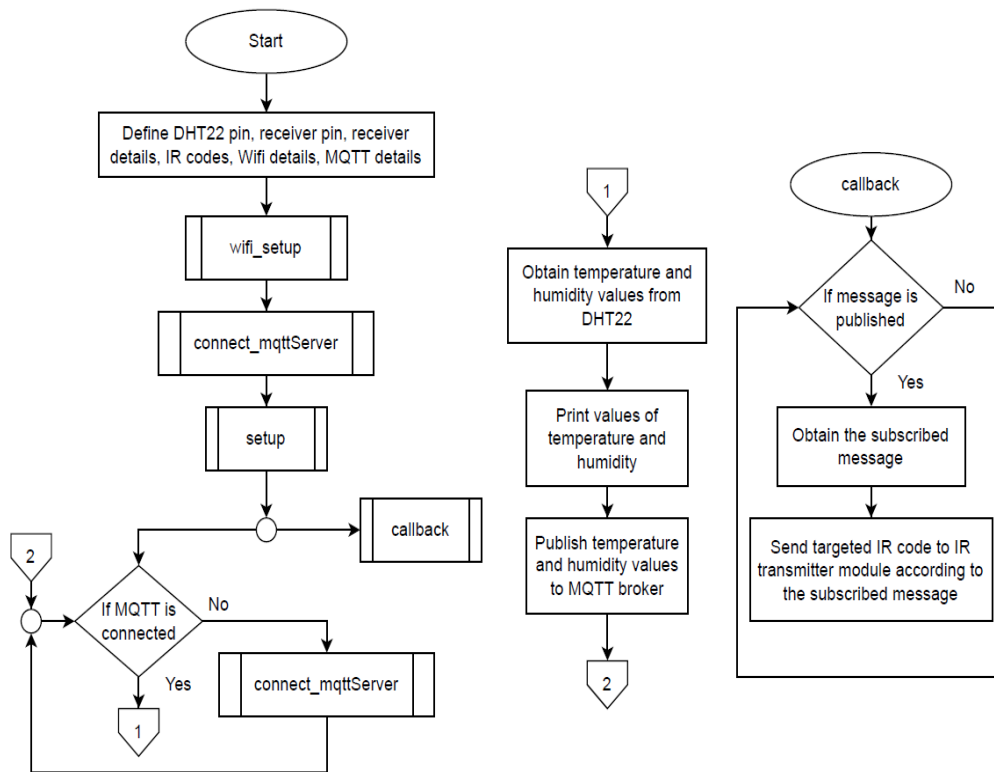 Start
Define DHT22 pin, receiver pin, receiver
details, IR codes, Wifi details, MQTT details
wifi_setup
connect_mqttServer
setup
callback
2
If MQTT is
connected
No
Yes
connect_mqttServer
1
1
Obtain temperature and
humidity values from
DHT22
Print values of
temperature and
humidity
Publish temperature
and humidity values
to MQTT broker
2
callback
If message is
published
No
Yes
Obtain the subscribed
message
Send targeted IR code to IR
transmitter module according to
the subscribed message